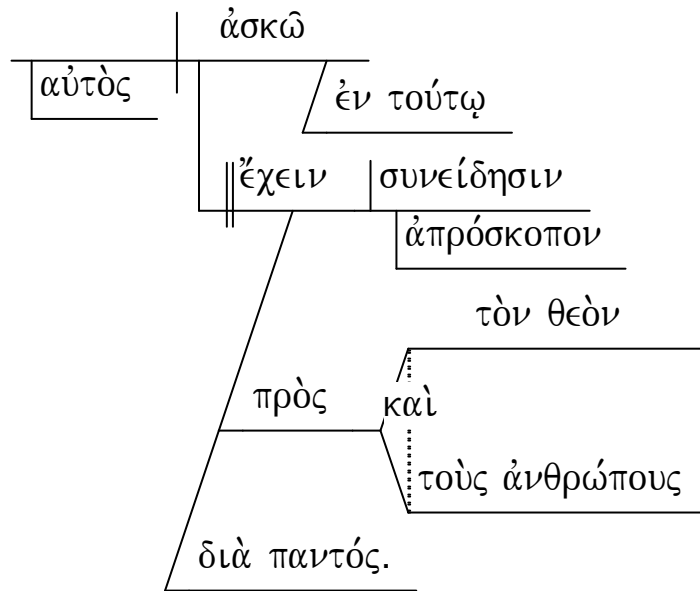 ἀσκῶ
αὐτὸς
ἐν τούτῳ
ἔχειν συνείδησιν
ἀπρόσκοπον
τὸν θεὸν
πρὸς καὶ
τοὺς ἀνθρώπους
διὰ παντός.